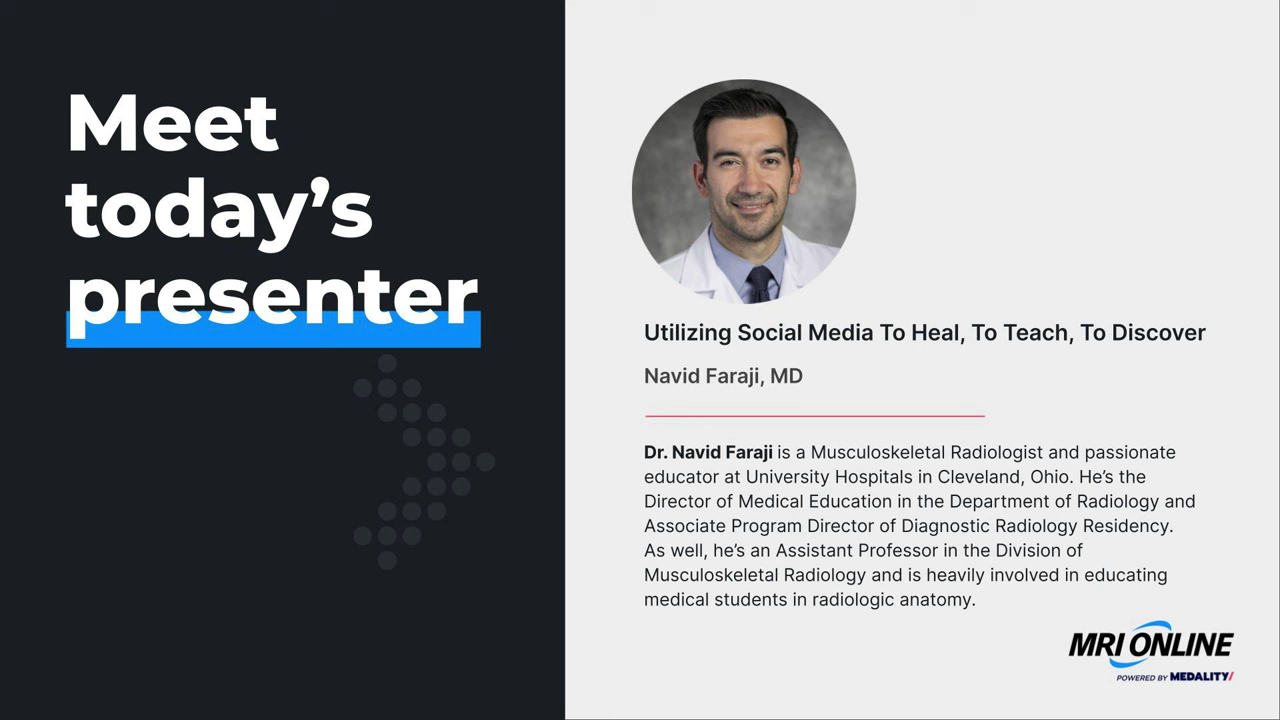 Meet
today’s
presenter
Utilizing Social Media To Heal, To Teach, To Discover
Navid Faraji, MD
Dr. Navid Faraji is a Musculoskeletal Radiologist and passionate
educator at University Hospitals in Cleveland, Ohio. He’s the
Director of Medical Education in the Department of Radiology and
Associate Program Director of Diagnostic Radiology Residency.
As well, he’s an Assistant Professor in the Division of
Musculoskeletal Radiology and is heavily involved in educating
medical students in radiologic anatomy.
MRI ONLINE
POWERED BY MEDALITY/